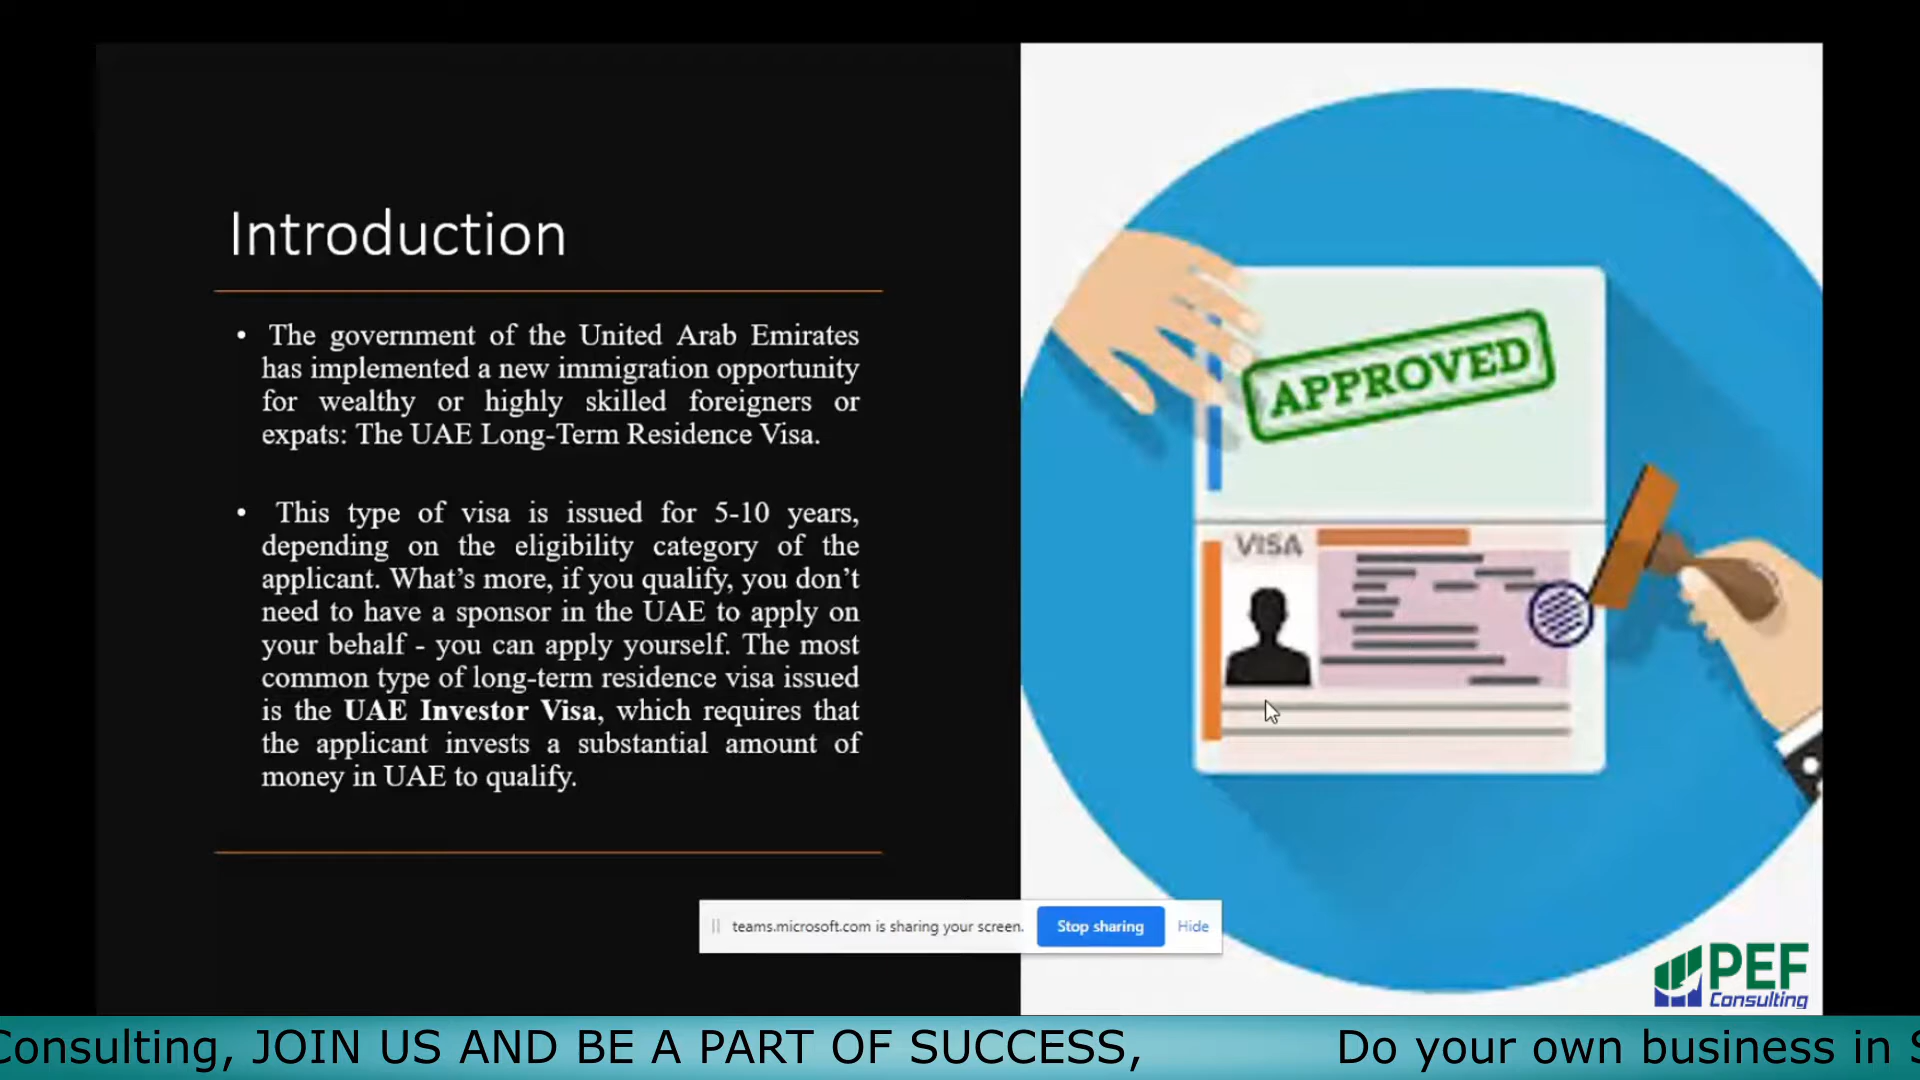 Introduction
• The government of the United Arab Emirates
has implemented a new immigration opportunity
for wealthy or highly skilled foreigners or
expats: The UAE Long-Term Residence Visa.
• This type of visa is issued for 5-10 years,
depending on the eligibility category of the
applicant. What’s more, if you qualify, you don’t
need to have a sponsor in the UAE to apply on
your behalf - you can apply yourself. The most
common type of long-term residence visa issued
is the UAE Investor Visa, which requires that
the applicant invests a substantial amount of
money in UAE to qualify.
APPROVED
VISA
teams.microsoft.com is sharing your screen. Stop sharing Hide
PEF
Consulting
Consulting, JOIN US AND BE A PART OF SUCCESS, Do your own business in